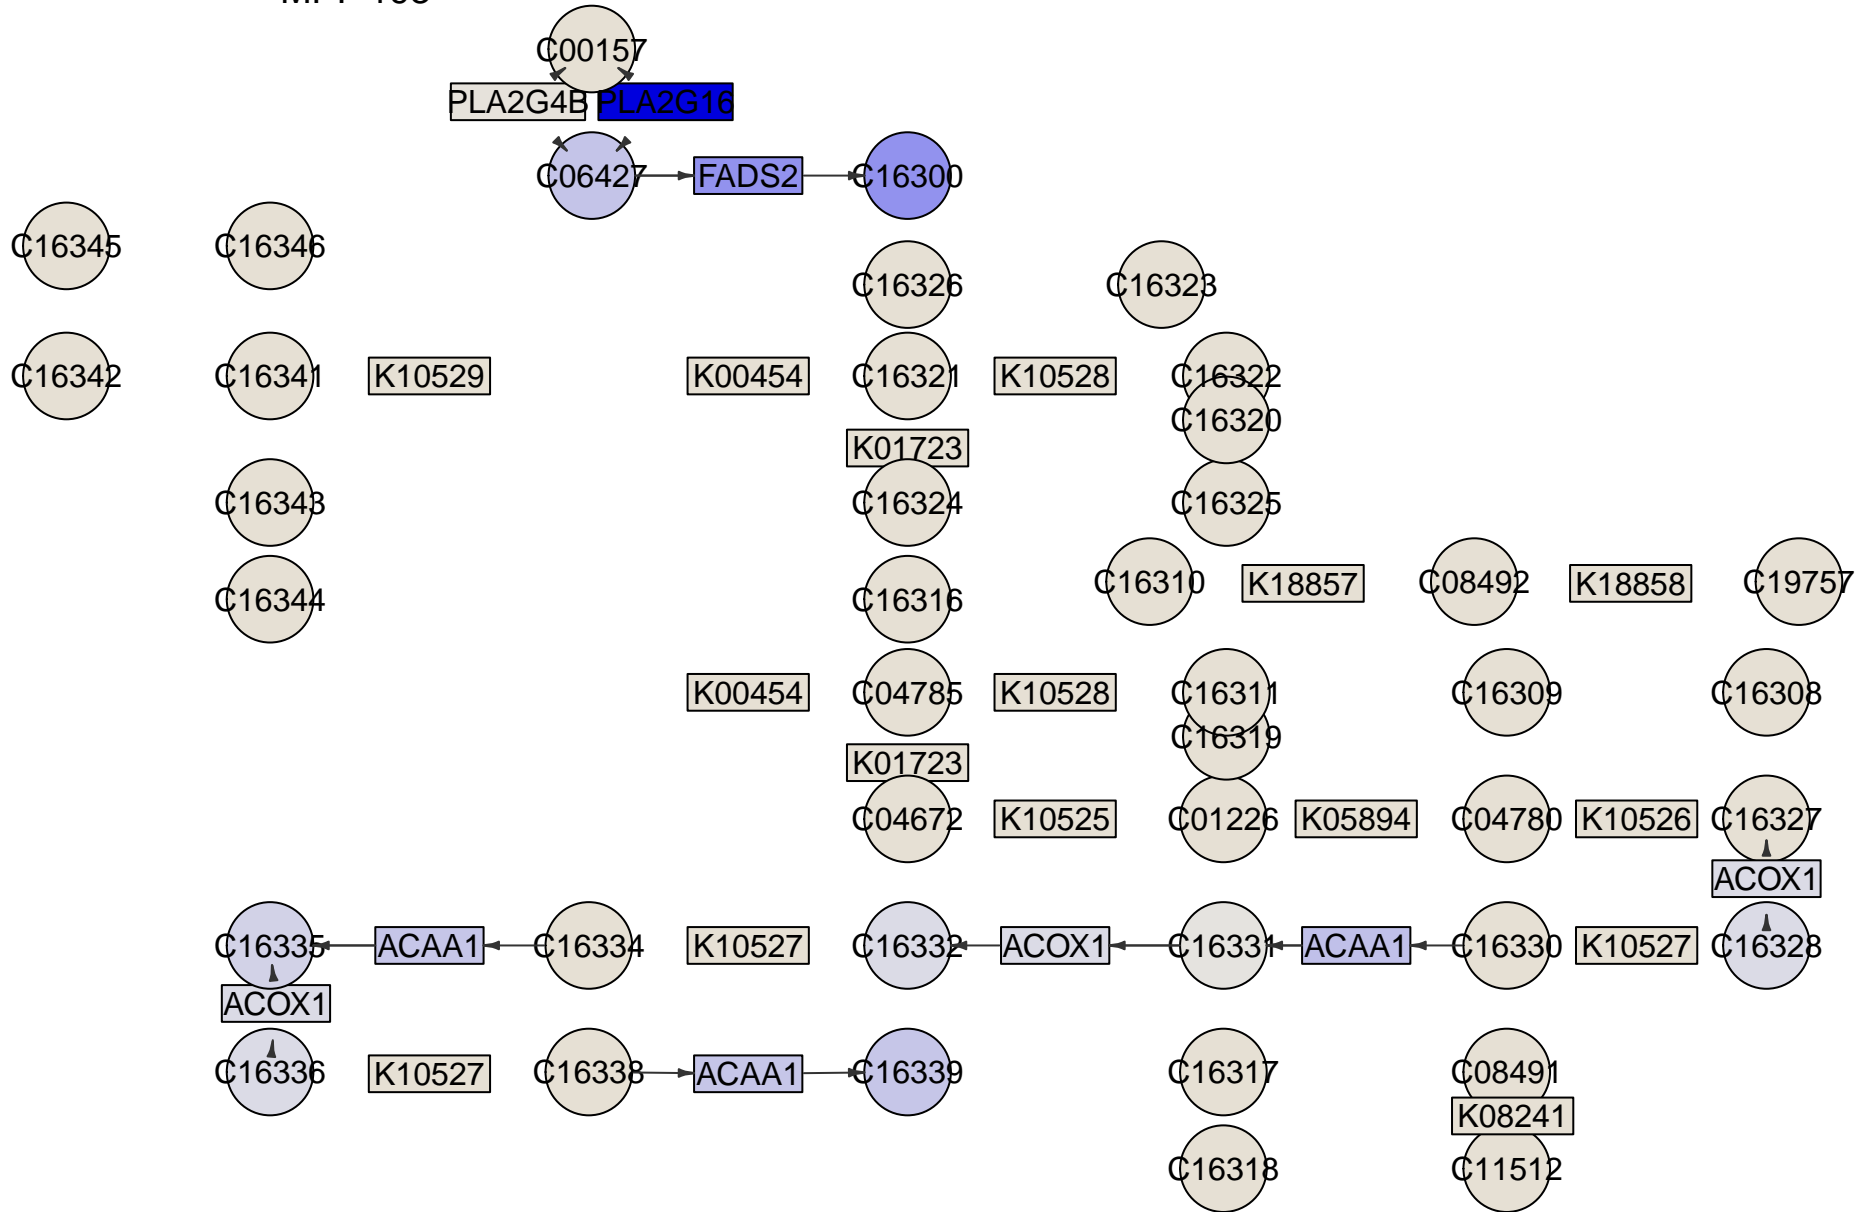 C00157
PLA2G4B PLA2G16
C06427 FADS2 C16300
C16345 C16346
C16326 C16323
C16342 C16341 K10529 K00454 C16321 K10528 C16322
C16320
K01723
C16343 C16324 C16325
C16310 K18857 C08492 K18858 C19757
C16344 C16316
K00454 C04785 K10528 C16311 C16309 C16308
C16319
K01723
C04672 K10525 C01226 K05894 C04780 K10526 C16327
ACOX1
C16335 ACAA1 C16334 K10527 C16332 ACOX1 C16331 ACAA1 C16330 K10527 C16328
ACOX1
C16336 K10527 C16338 ACAA1 C16339 C16317 C08491
K08241
C16318 C11512